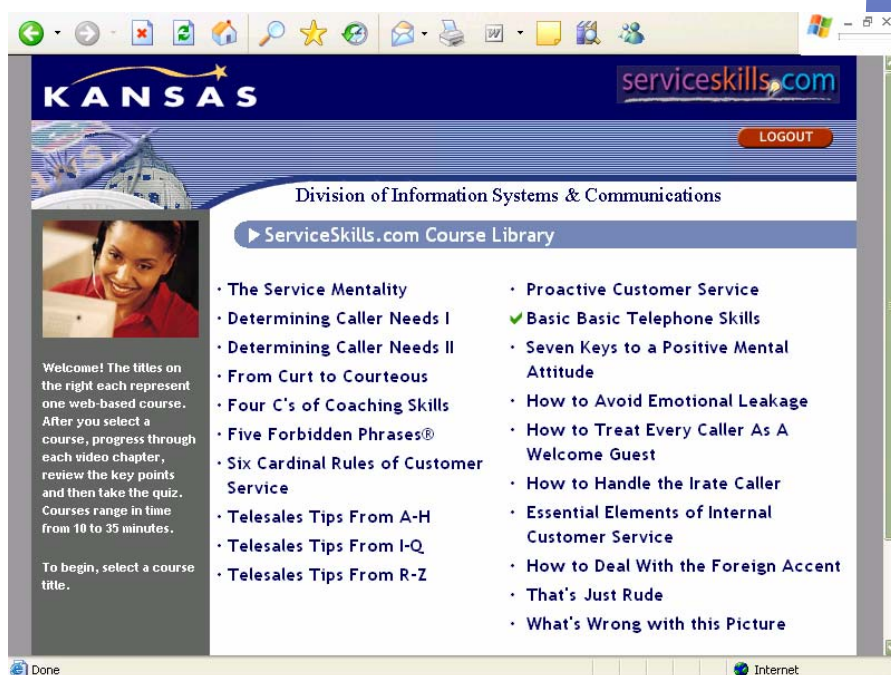 KANSAS
serviceskills.com
LOGOUT
Division of Information Systems & Communications
ServiceSkills.com Course Library
Welcome! The titles on
the right each represent
one web-based course.
After you select a
course, progress through
each video chapter,
review the key points
and then take the quiz.
Courses range in time
from 10 to 35 minutes.
To begin, select a course
title.
· The Service Mentality
· Determining Caller Needs I
· Determining Caller Needs II
· From Curt to Courteous
· Four C's of Coaching Skills
· Five Forbidden Phrases®
· Six Cardinal Rules of Customer
Service
· Telesales Tips From A-H
· Telesales Tips From I-Q
· Telesales Tips From R-Z
· Proactive Customer Service
✔ Basic Basic Telephone Skills
· Seven Keys to a Positive Mental
Attitude
· How to Avoid Emotional Leakage
· How to Treat Every Caller As A
Welcome Guest
· How to Handle the Irate Caller
· Essential Elements of Internal
Customer Service
· How to Deal With the Foreign Accent
· That's Just Rude
· What's Wrong with this Picture
Done
Internet